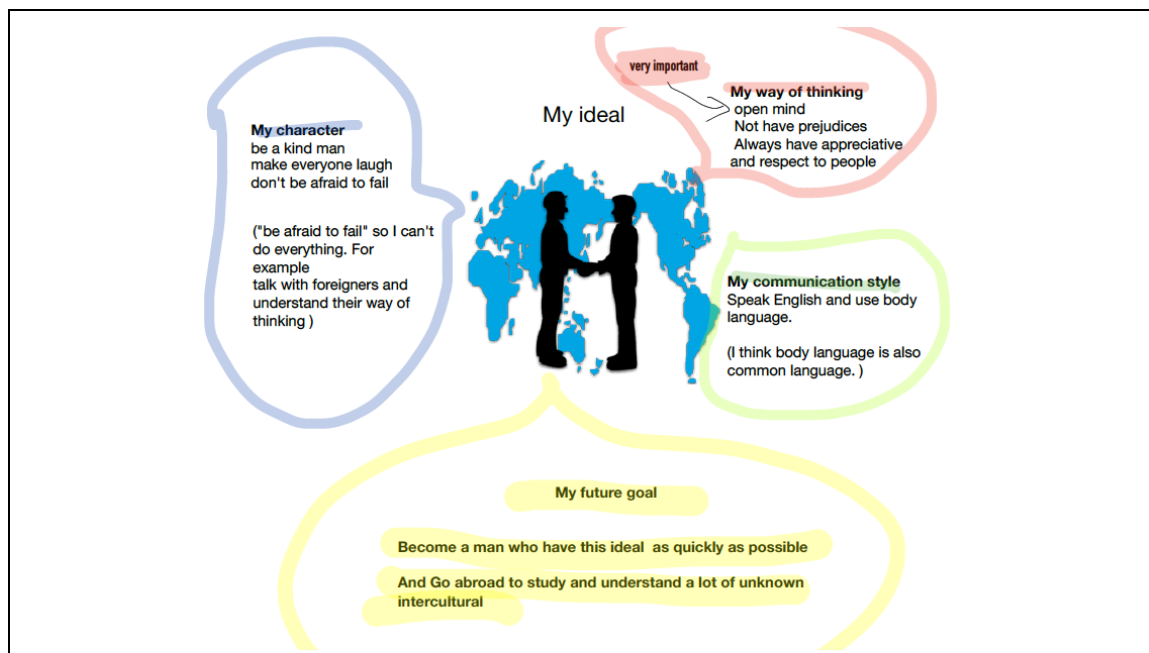 My ideal
My character
be a kind man
make everyone laugh
don't be afraid to fail
("be afraid to fail" so I can't
do everything. For
example
talk with foreigners and
understand their way of
thinking )
very important
My way of thinking
open mind
Not have prejudices
Always have appreciative
and respect to people
My communication style
Speak English and use body
language.
(I think body language is also
common language. )
My future goal
Become a man who have this ideal as quickly as possible
And Go abroad to study and understand a lot of unknown
intercultural